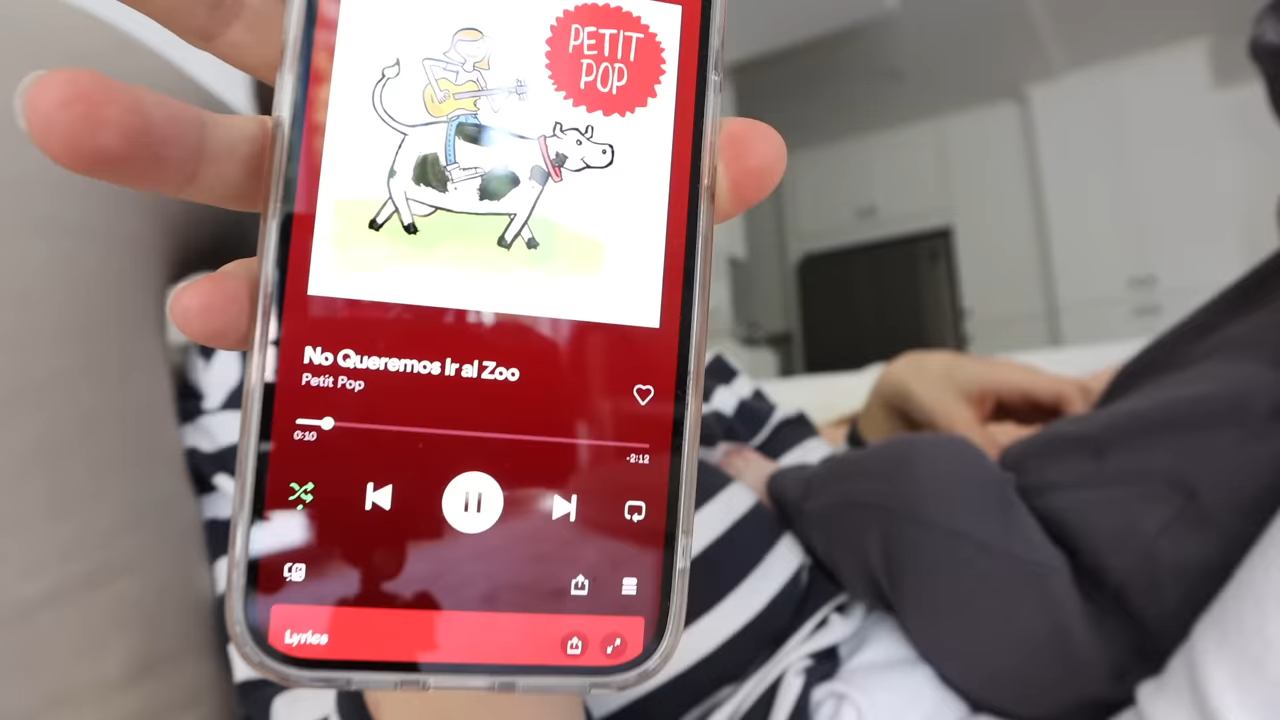 PETIT
POP
No Queremos Ir al Zoo
Petit Pop
0:10
-2:12
Lyrics